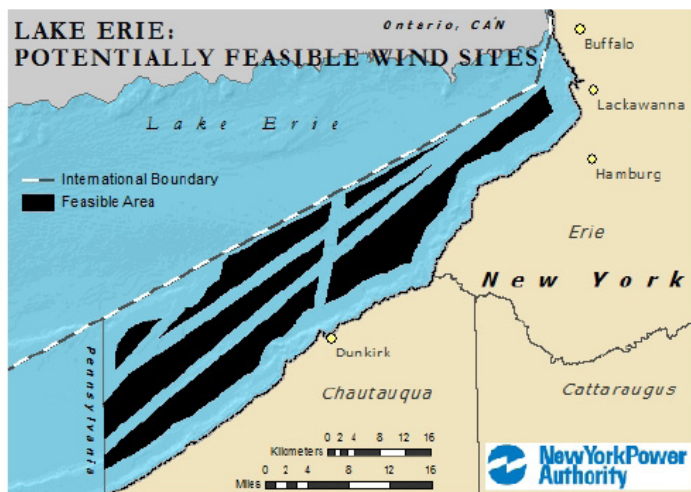 LAKE ERIE:
POTENTIALLY FEASIBLE WIND SITES
Ontario, CAN
Buffalo
Lackawanna
Lake Erie
Hamburg
International Boundary
Feasible Area
Erie
New York
Pennsylvania
Dunkirk
Chautauqua
Cattaraugus
Kilometers 0 2 4 8 12 16
Miles 0 2 4 8 12 16
NewYorkPower
Authority